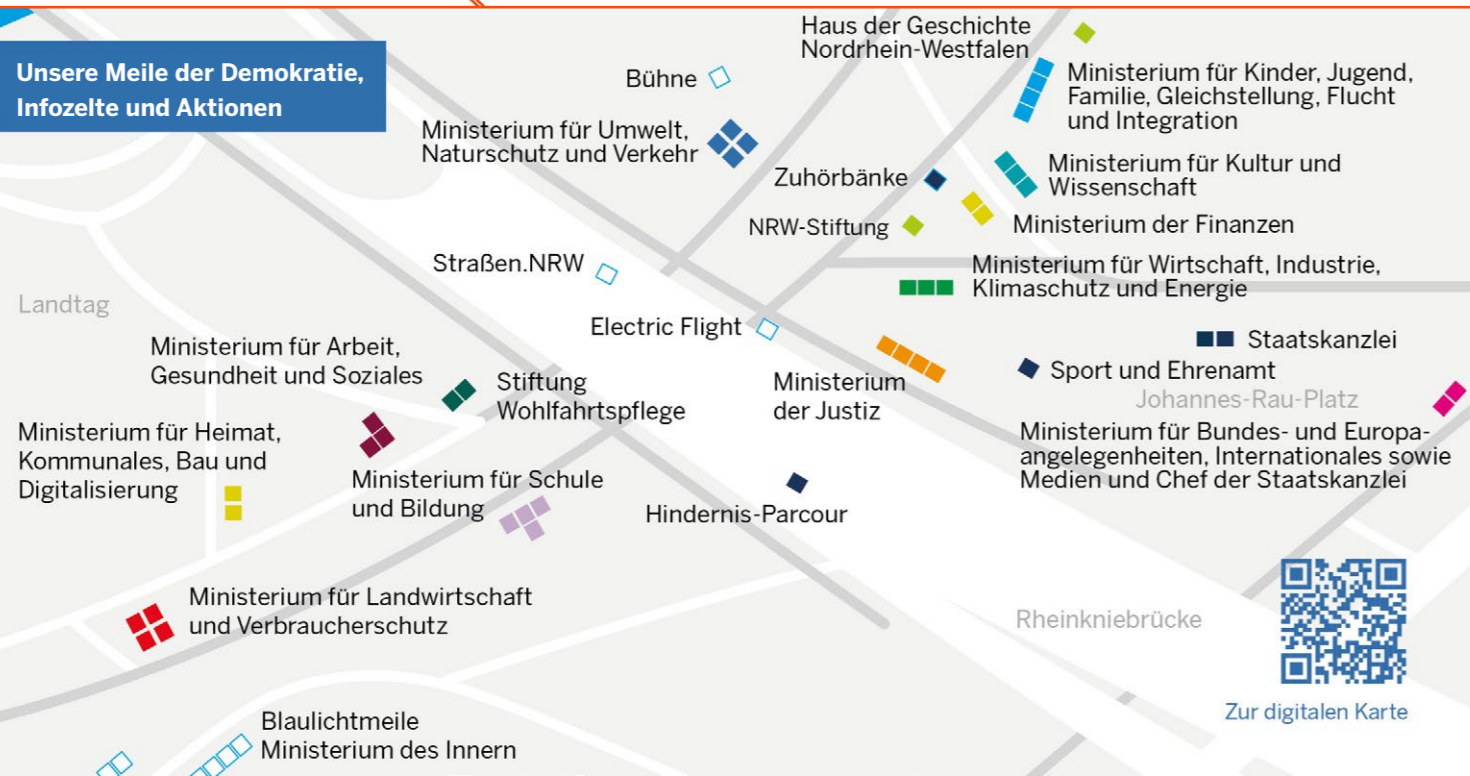 Unsere Meile der Demokratie,
Infozelte und Aktionen
Haus der Geschichte
Nordrhein-Westfalen
Bühne
Ministerium für Kinder, Jugend,
Familie, Gleichstellung, Flucht
und Integration
Ministerium für Umwelt,
Naturschutz und Verkehr
Zuhörbänke
Ministerium für Kultur und
Wissenschaft
NRW-Stiftung
Ministerium der Finanzen
Straßen.NRW
Ministerium für Wirtschaft, Industrie,
Klimaschutz und Energie
Landtag
Electric Flight
Staatskanzlei
Ministerium für Arbeit,
Gesundheit und Soziales
Stiftung
Wohlfahrtspflege
Ministerium
der Justiz
Sport und Ehrenamt
Johannes-Rau-Platz
Ministerium für Heimat,
Kommunales, Bau und
Digitalisierung
Ministerium für Schule
und Bildung
Ministerium für Bundes- und Europa-
angelegenheiten, Internationales sowie
Medien und Chef der Staatskanzlei
Hindernis-Parcour
Ministerium für Landwirtschaft
und Verbraucherschutz
Rheinkniebrücke
Zur digitalen Karte
Blaulichtmeile
Ministerium des Innern